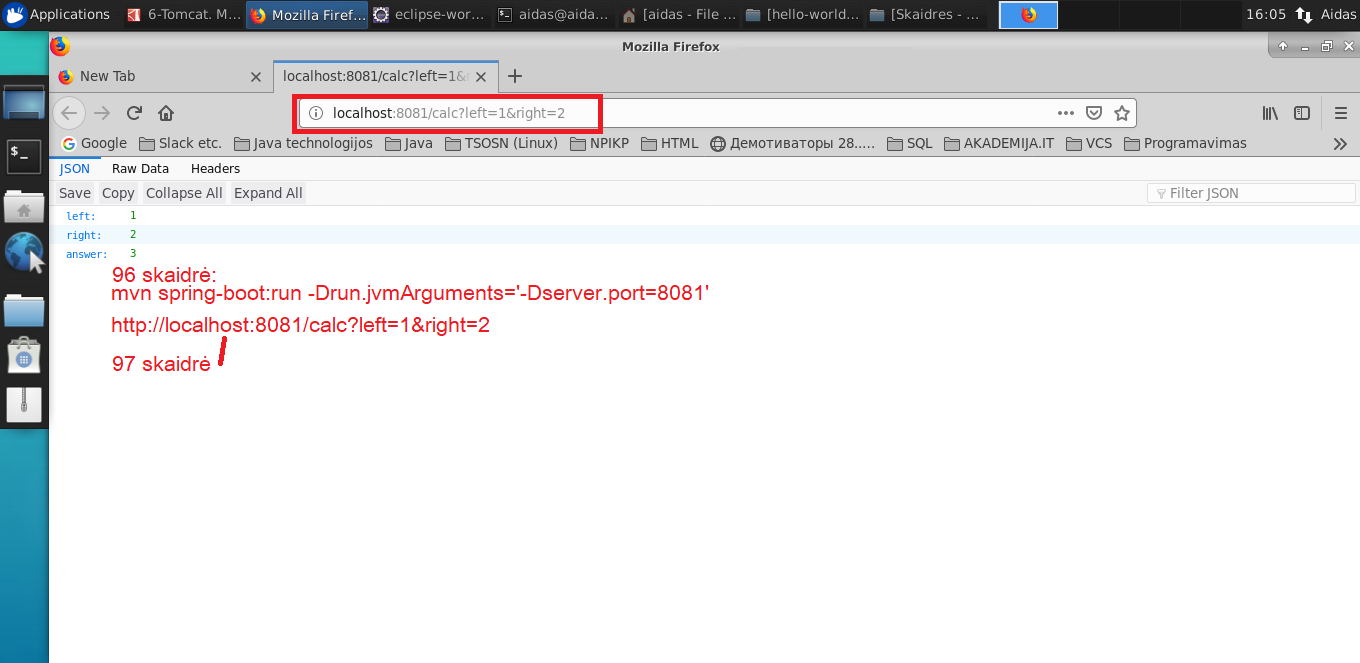 Applications 6-Tomcat. M... Mozilla Firef... eclipse-wor... aidas@aida... [aidas - File ... [hello-world... [Skaidres - ... 16:05 Aidas
Mozilla Firefox
New Tab localhost:8081/calc?left=1&
localhost:8081/calc?left=1&right=2
Google Slack etc. Java technologijos Java TSOSN (Linux) NPIKP HTML Демотиваторы 28.... SQL AKADEMIJA.IT VCS Programavimas
JSON Raw Data Headers
Save Copy Collapse All Expand All Filter JSON
left: 1
right: 2
answer: 3
96 skaidrė:
mvn spring-boot:run -Drun.jvmArguments='-Dserver.port=8081'
http://localhost:8081/calc?left=1&right=2
97 skaidrė